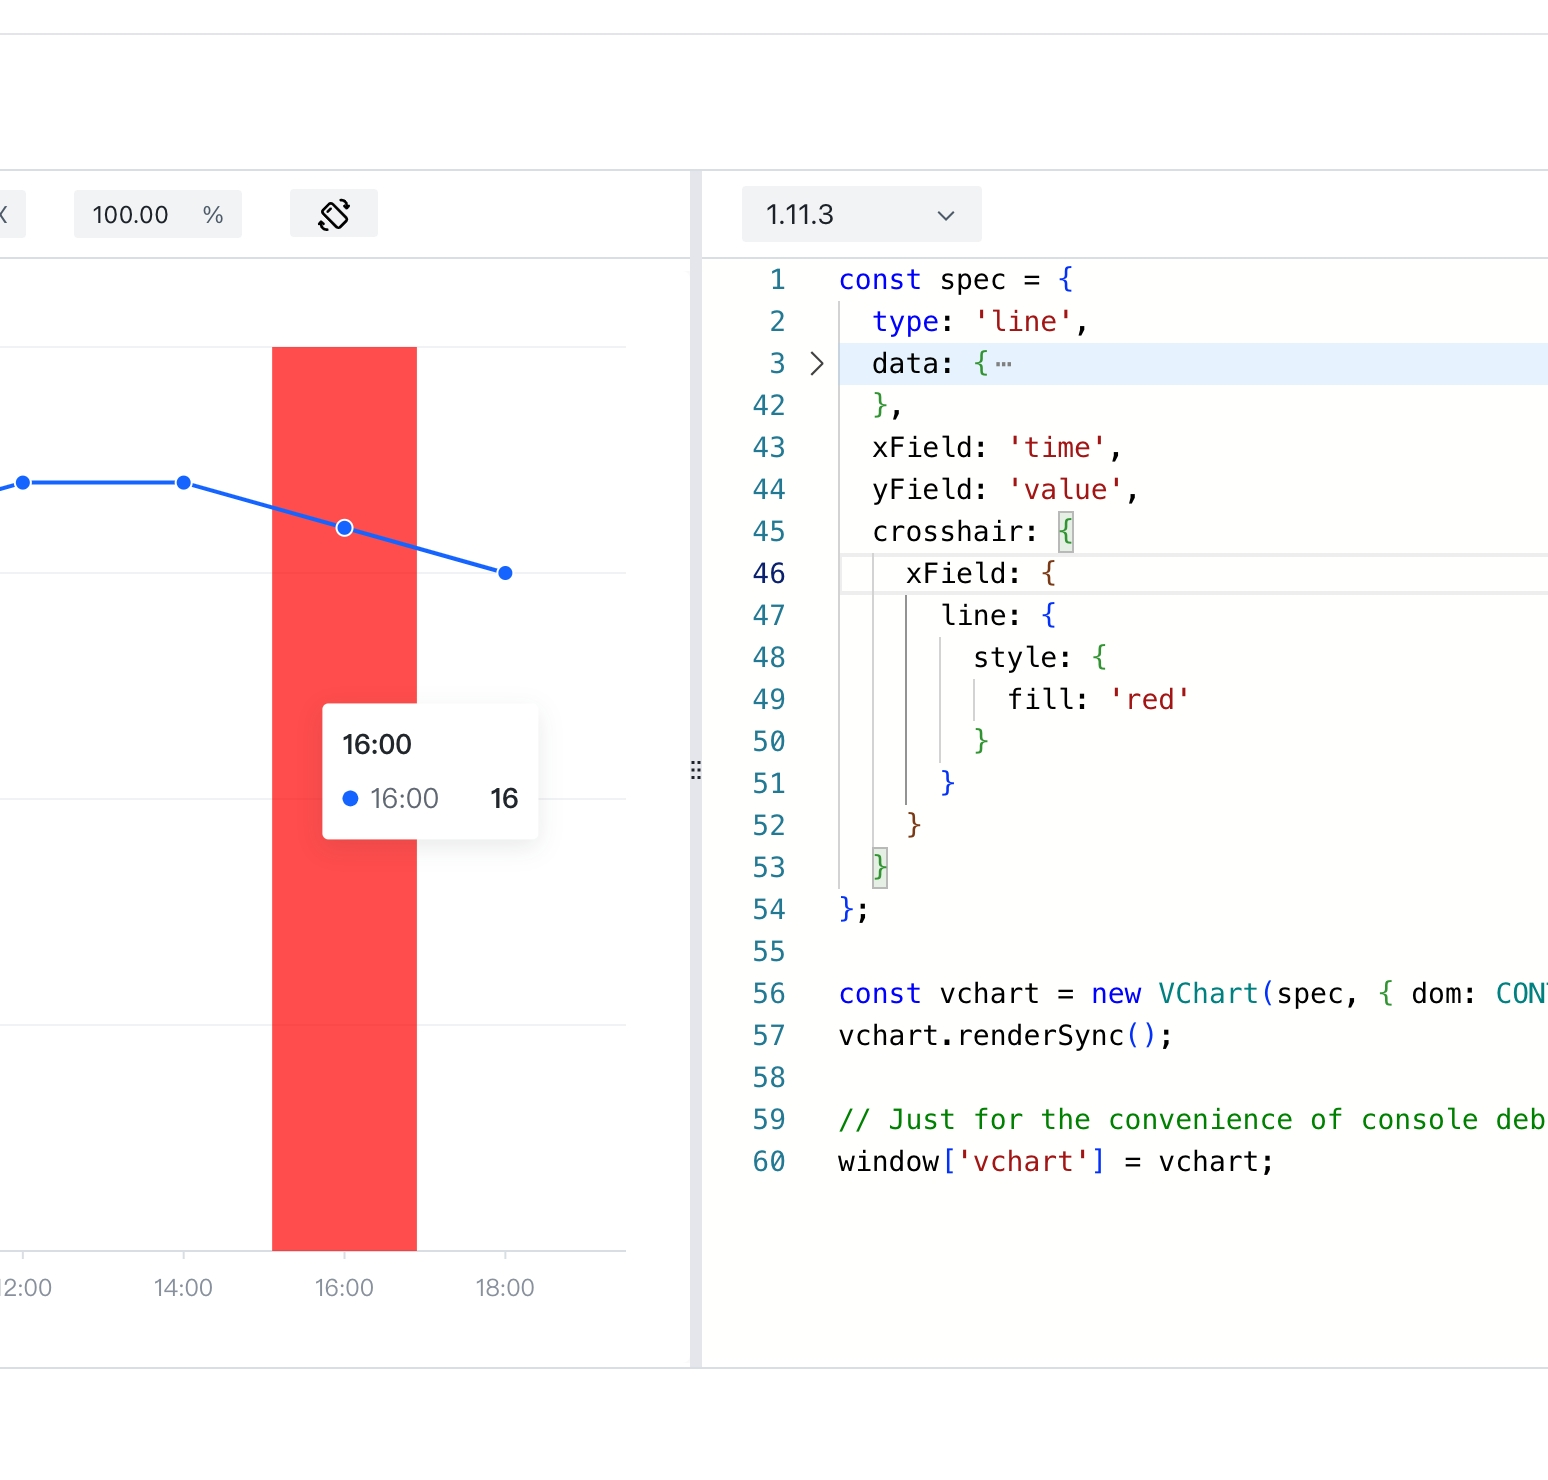 X
100.00 %
16:00
16:00 16
12:00 14:00 16:00 18:00
1.11.3
1 const spec = {
2 type: 'line',
3 data: { ⋯
42 },
43 xField: 'time',
44 yField: 'value',
45 crosshair: {
46 xField: {
47 line: {
48 style: {
49 fill: 'red'
50 }
51 }
52 }
53 }
54 };
55
56 const vchart = new VChart(spec, { dom: CON
57 vchart.renderSync();
58
59 // Just for the convenience of console deb
60 window['vchart'] = vchart;